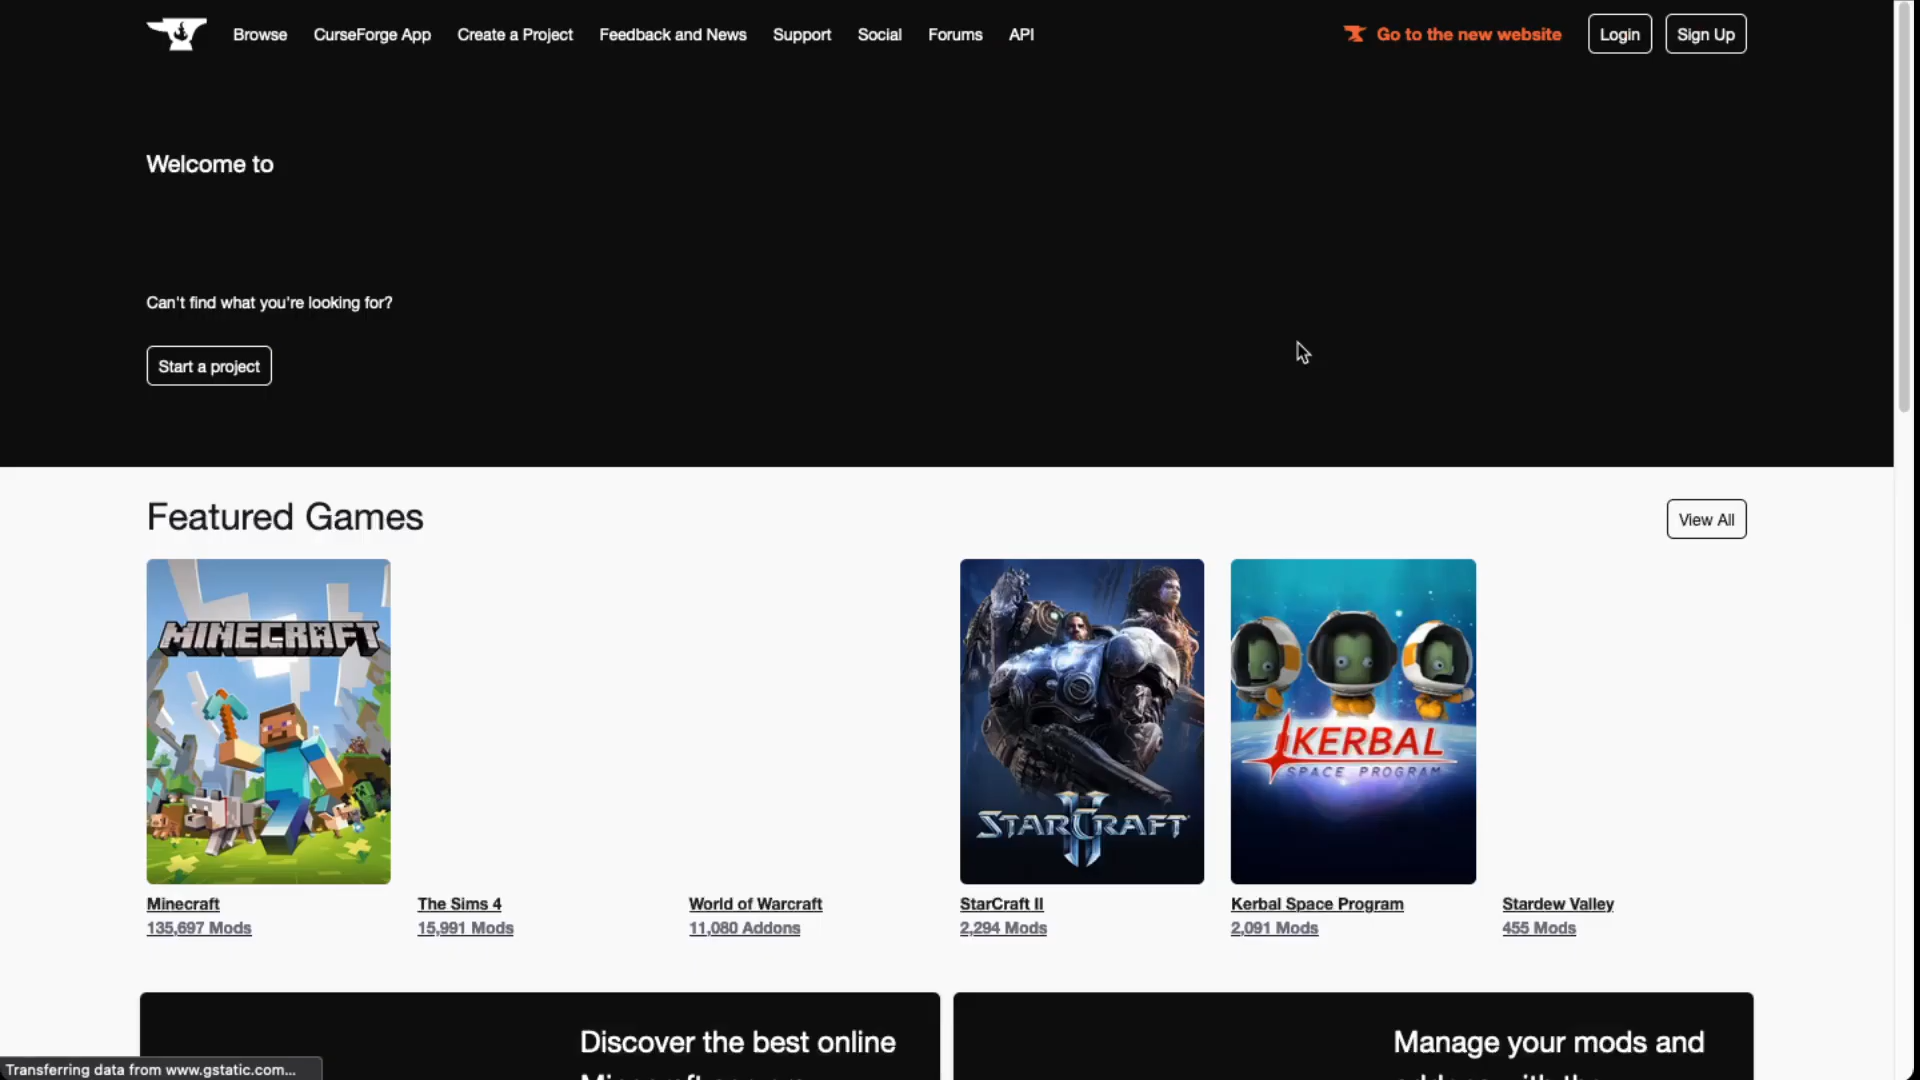 Browse
CurseForge App
Create a Project
Feedback and News
Support
Social
Forums
API
Go to the new website
Login
Sign Up
Welcome to
Can't find what you're looking for?
Start a project
Featured Games
View All
MINECRAFT
STARCRAFT
II
KERBAL
SPACE PROGRAM
Minecraft
135,697 Mods
The Sims 4
15,991 Mods
World of Warcraft
11,080 Addons
StarCraft II
2,294 Mods
Kerbal Space Program
2,091 Mods
Stardew Valley
455 Mods
Discover the best online
Manage your mods and
Transferring data from www.gstatic.com...